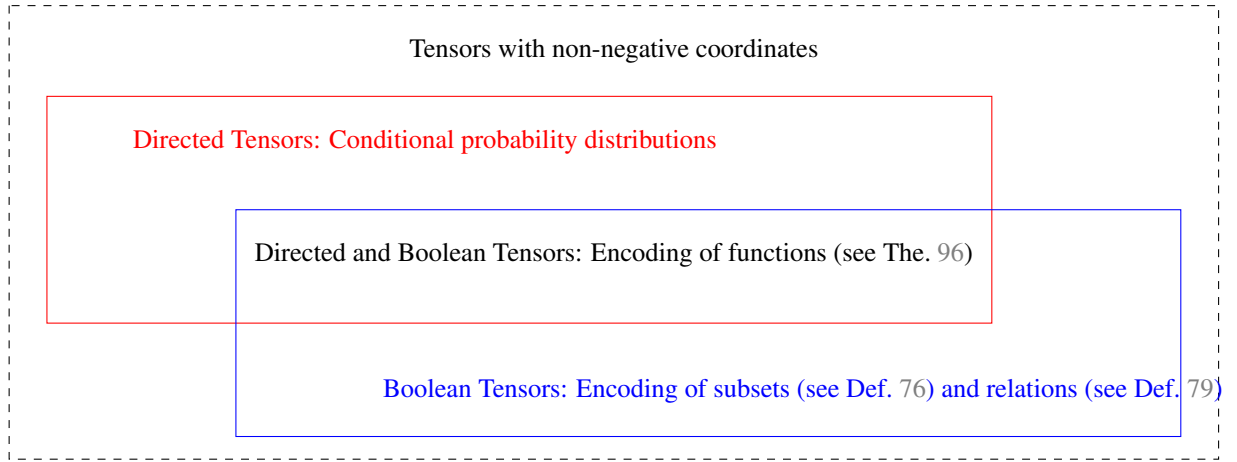 Tensors with non-negative coordinates
Directed Tensors: Conditional probability distributions
Directed and Boolean Tensors: Encoding of functions (see The. 96)
Boolean Tensors: Encoding of subsets (see Def. 76) and relations (see Def. 79)